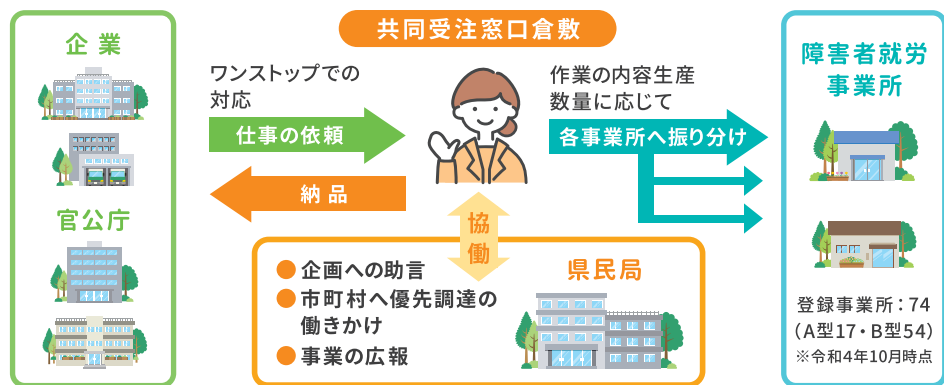 共同受注窓口倉敷
企業
官公庁
ワンストップでの
対応
仕事の依頼
納品
作業の内容生産
数量に応じて
各事業所へ振り分け
協働
●企画への助言
●市町村へ優先調達の
働きかけ
●事業の広報
県民局
障害者就労
事業所
登録事業所：74
（A型17・B型54）
※令和4年10月時点